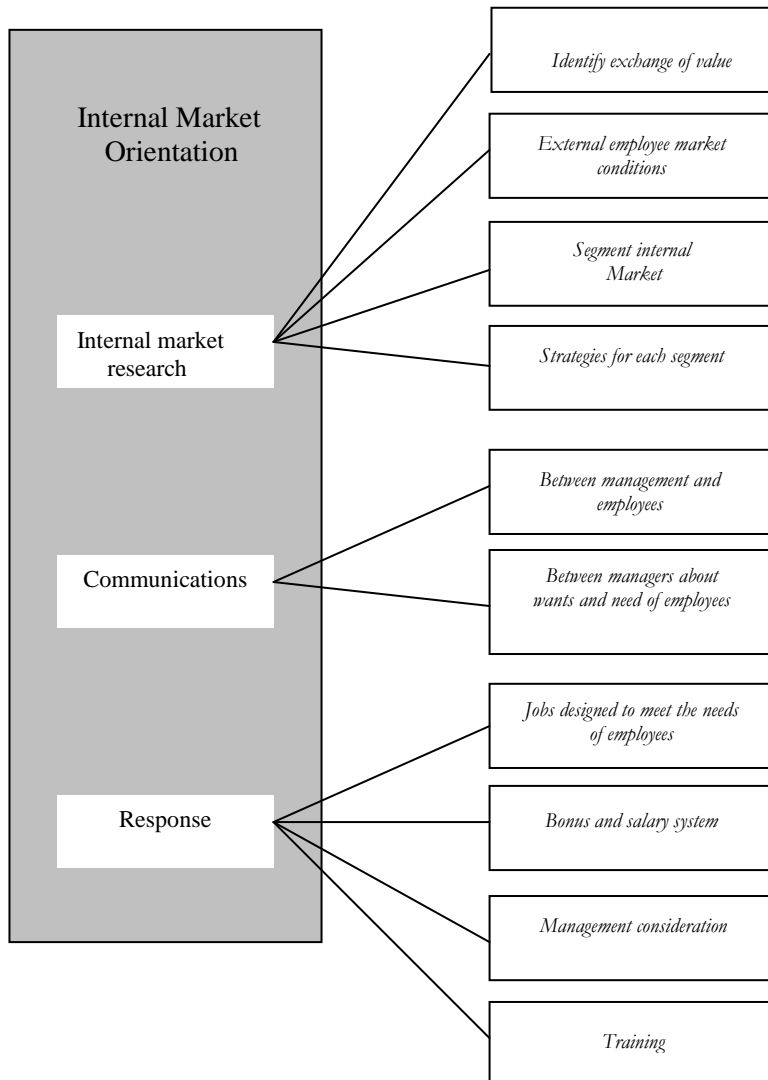 Internal Market
Orientation
Identify exchange of value
External employee market
conditions
Segment internal
Market
Internal market
research
Strategies for each segment
Between management and
employees
Communications
Between managers about
wants and need of employees
Jobs designed to meet the needs
of employees
Response
Bonus and salary system
Management consideration
Training